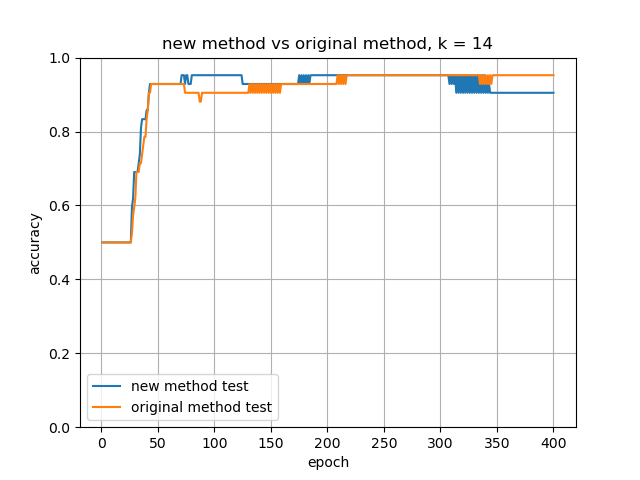 new method vs original method, k = 14
1.0
0.8
0.6
0.4
0.2
0.0
accuracy
new method test
original method test
0 50 100 150 200 250 300 350 400
epoch